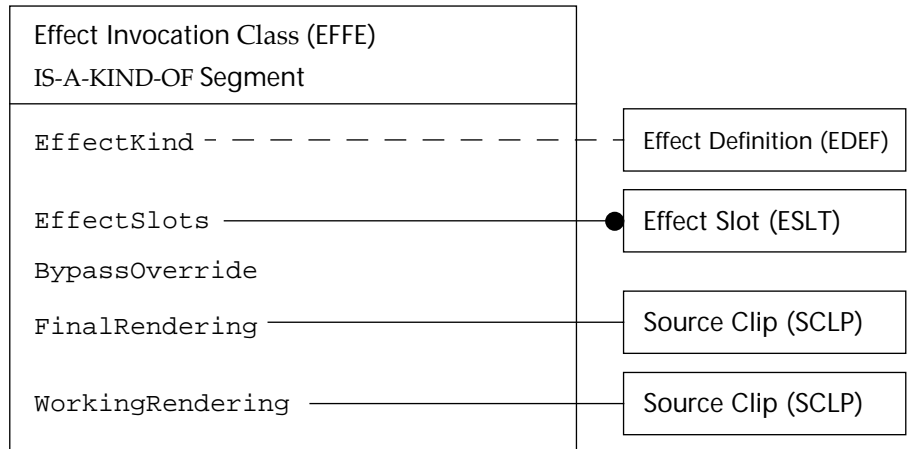 Effect Invocation Class (EFFE)
IS-A-KIND-OF Segment
EffectKind
Effect Definition (EDEF)
EffectSlots
Effect Slot (ESLT)
BypassOverride
FinalRendering
Source Clip (SCLP)
WorkingRendering
Source Clip (SCLP)